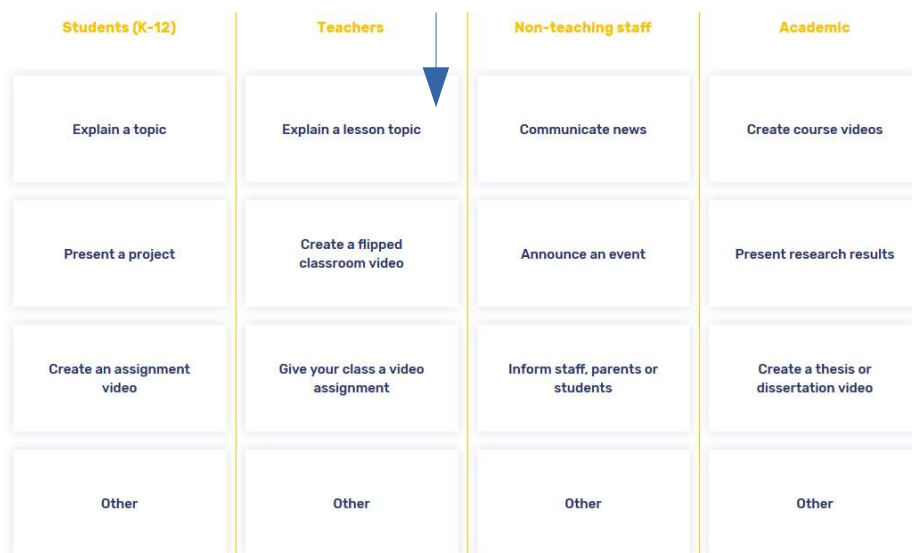 Students (K-12)
Teachers
Non-teaching staff
Academic
Explain a topic
Explain a lesson topic
Communicate news
Create course videos
Present a project
Create a flipped
classroom video
Announce an event
Present research results
Create an assignment
video
Give your class a video
assignment
Inform staff, parents or
students
Create a thesis or
dissertation video
Other
Other
Other
Other